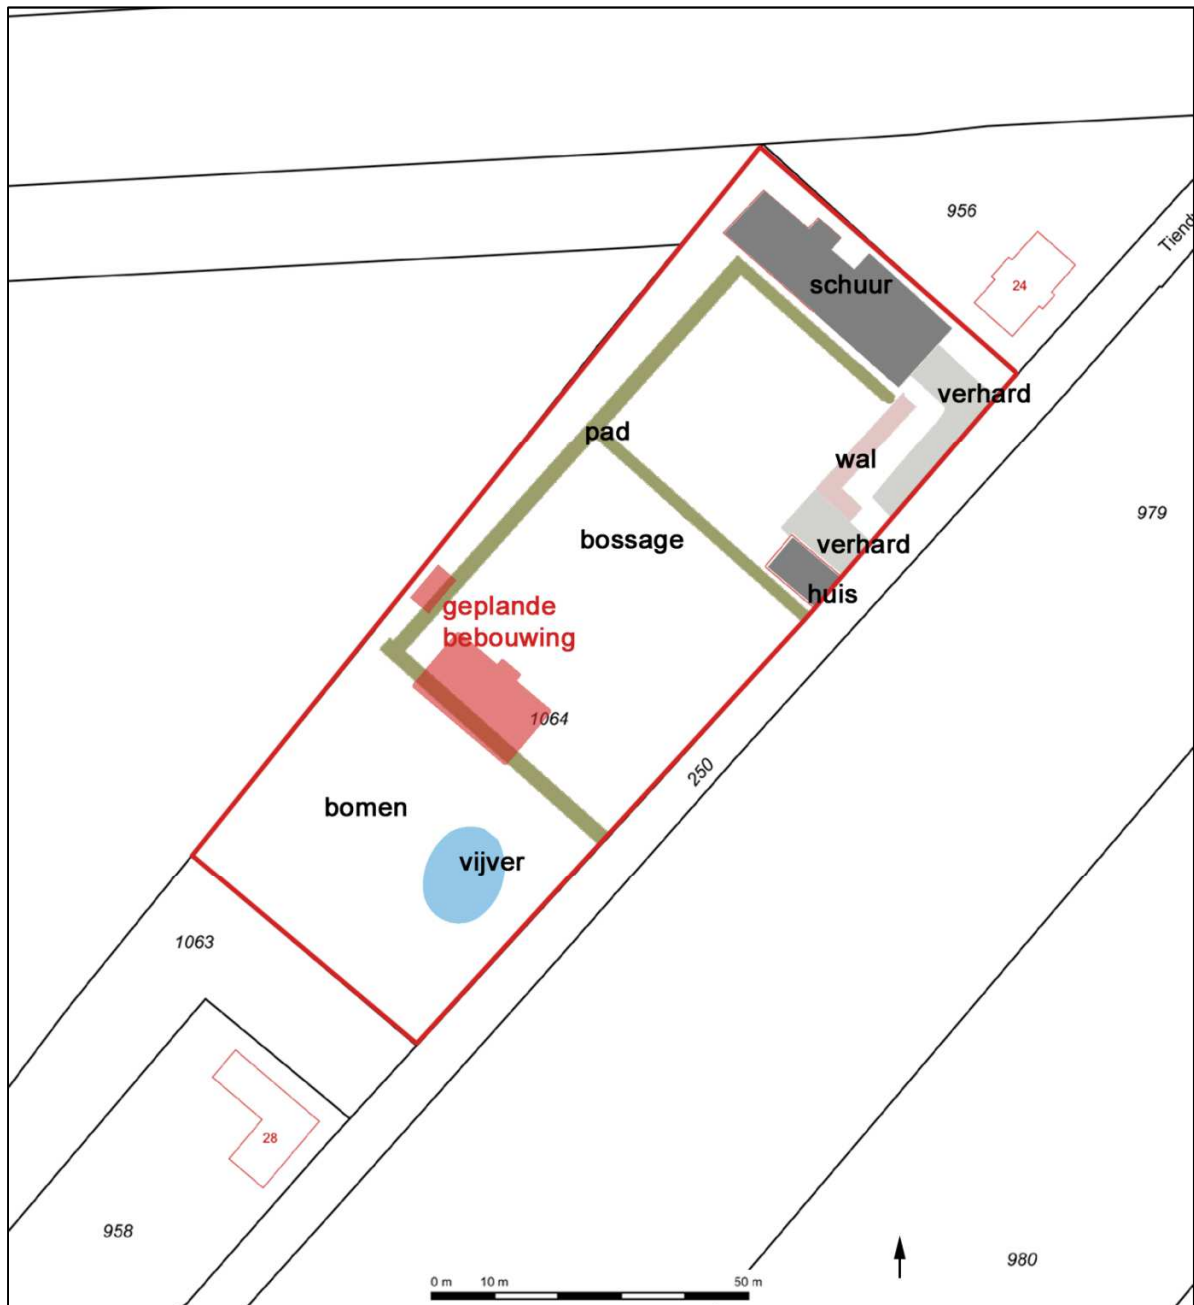 956
Tiend
24
schuur
verhard
pad
wal
979
bossage
verhard
huis
geplande
bebouwing
1064
250
bomen
vijver
1063
28
958
980
0 m 10 m 50 m